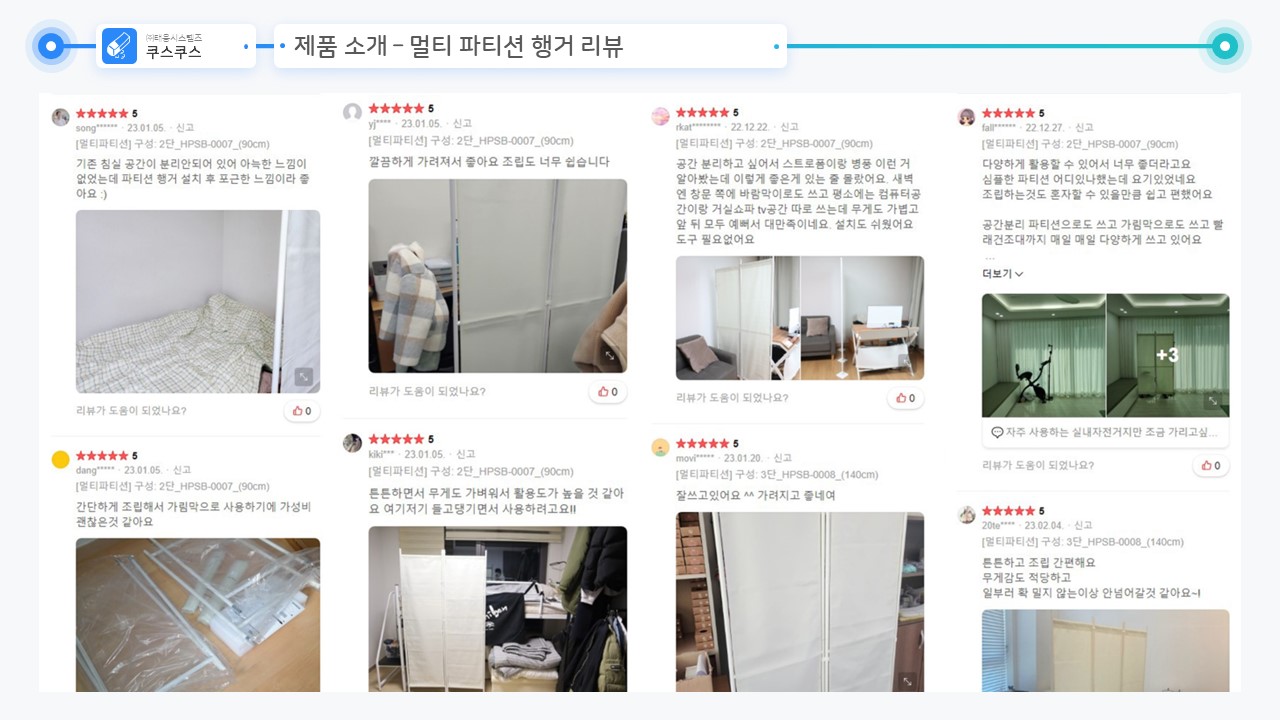 ㈜태웅시스템즈
쿠스쿠스
제품 소개 – 멀티 파티션 행거 리뷰
★★★★★ 5
song****** · 23.01.05. · 신고
[멀티파티션] 구성: 2단_HPSB-0007_(90cm)
기존 침실 공간이 분리안되어 있어 아늑한 느낌이
없었는데 파티션 행거 설치 후 포근한 느낌이라 좋
아요 :)
리뷰가 도움이 되었나요?
0
★★★★★ 5
dang***** · 23.01.05. · 신고
[멀티파티션] 구성: 2단_HPSB-0007_(90cm)
간단하게 조립해서 가림막으로 사용하기에 가성비
괜찮은것 같아요
★★★★★ 5
yj**** · 23.01.05. · 신고
[멀티파티션] 구성: 2단_HPSB-0007_(90cm)
깔끔하게 가려져서 좋아요 조립도 너무 쉽습니다
리뷰가 도움이 되었나요?
0
★★★★★ 5
kiki*** · 23.01.05. · 신고
[멀티파티션] 구성: 2단_HPSB-0007_(90cm)
튼튼하면서 무게도 가벼워서 활용도가 높을 것 같아
요 여기저기 들고댕기면서 사용하려고요!!
★★★★★ 5
rkat******** · 22.12.22. · 신고
[멀티파티션] 구성: 2단_HPSB-0007_(90cm)
공간 분리하고 싶어서 스트로폼이랑 병풍 이런 거
알아봤는데 이렇게 좋은게 있는 줄 몰랐어요. 새벽
엔 창문 쪽에 바람막이로도 쓰고 평소에는 컴퓨터공
간이랑 거실쇼파 tv공간 따로 쓰는데 무게도 가볍고
앞 뒤 모두 예뻐서 대만족이네요. 설치도 쉬웠어요
도구 필요없어요
리뷰가 도움이 되었나요?
0
★★★★★ 5
movi***** · 23.01.20. · 신고
[멀티파티션] 구성: 3단_HPSB-0008_(140cm)
잘쓰고있어요 ^^ 가려지고 좋네여
★★★★★ 5
fall****** · 22.12.27. · 신고
[멀티파티션] 구성: 2단_HPSB-0007_(90cm)
다양하게 활용할 수 있어서 너무 좋더라고요
심플한 파티션 어디있나했는데 요기있었네요
조립하는것도 혼자할 수 있을만큼 쉽고 편했어요
공간분리 파티션으로도 쓰고 가림막으로도 쓰고 빨
래건조대까지 매일 매일 다양하게 쓰고 있어요
...
더보기
+3
자주 사용하는 실내자전거지만 조금 가리고싶...
리뷰가 도움이 되었나요?
0
★★★★★ 5
20te**** · 23.02.04. · 신고
[멀티파티션] 구성: 3단_HPSB-0008_(140cm)
튼튼하고 조립 간편해요
무게감도 적당하고
일부러 확 밀지 않는이상 안넘어갈것 같아요~!